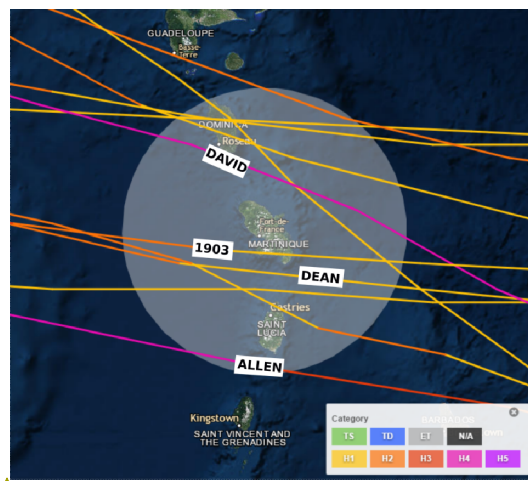 GUADELOUPE
Basse-
Terre
DOMINICA
Roseau
DAVID
Fort-de-
France
MARTINIQUE
1903
DEAN
Castries
SAINT
LUCIA
ALLEN
Kingstown
SAINT VINCENT AND
THE GRENADINES
Category
TS TD ET N/A
H1 H2 H3 H4 H5